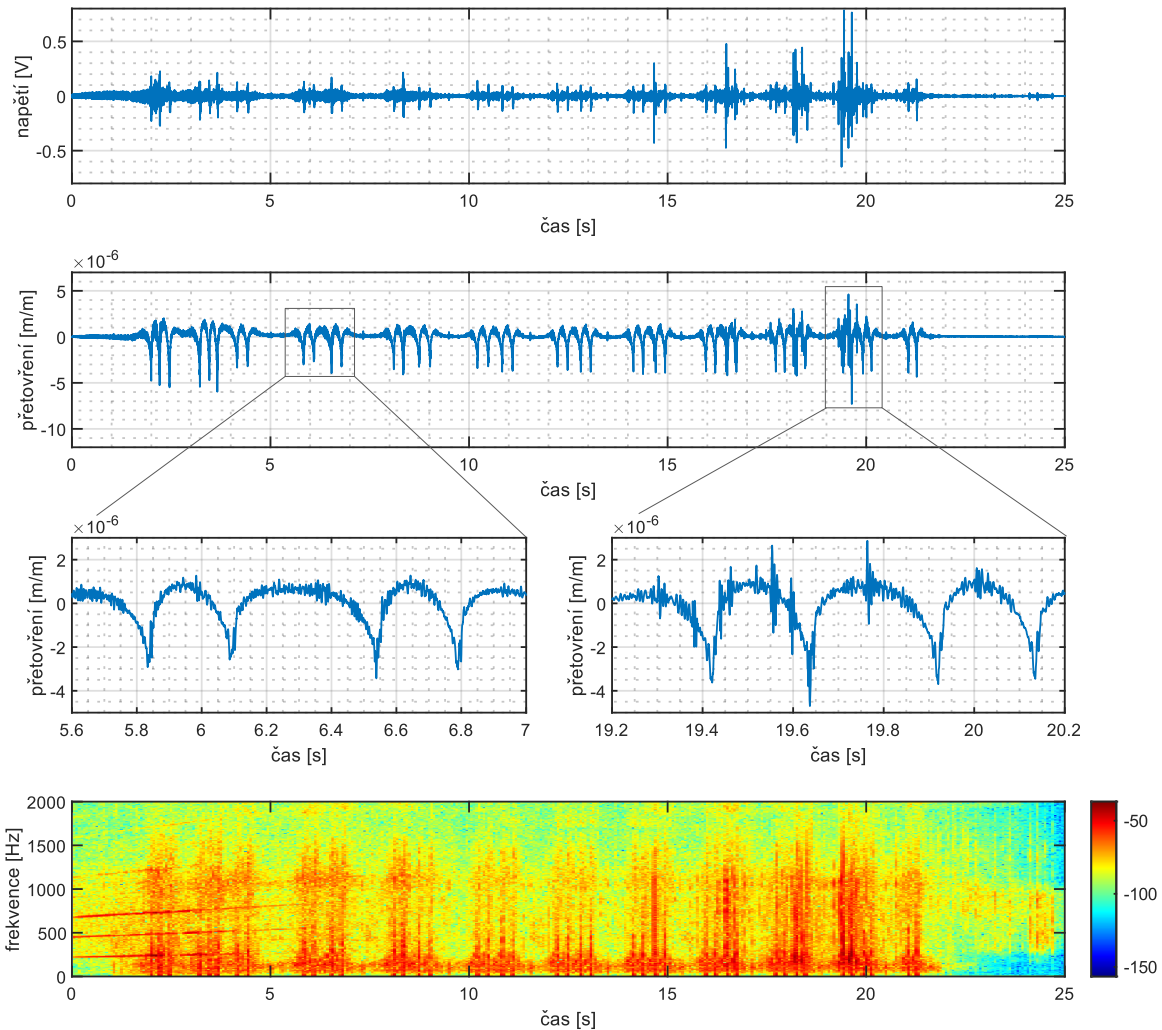 0.5
0
-0.5
napětí [V]
0 5 10 15 20 25
čas [s]
×10-6
5
0
-5
-10
přetovření [m/m]
0 5 10 15 20 25
čas [s]
×10-6 ×10-6
2 2
0 0
-2 -2
-4 -4
přetovření [m/m] přetovření [m/m]
5.6 5.8 6 6.2 6.4 6.6 6.8 7 19.2 19.4 19.6 19.8 20 20.2
čas [s] čas [s]
2000
1500
1000
500
0
frekvence [Hz]
-50
-100
-150
0 5 10 15 20 25
čas [s]